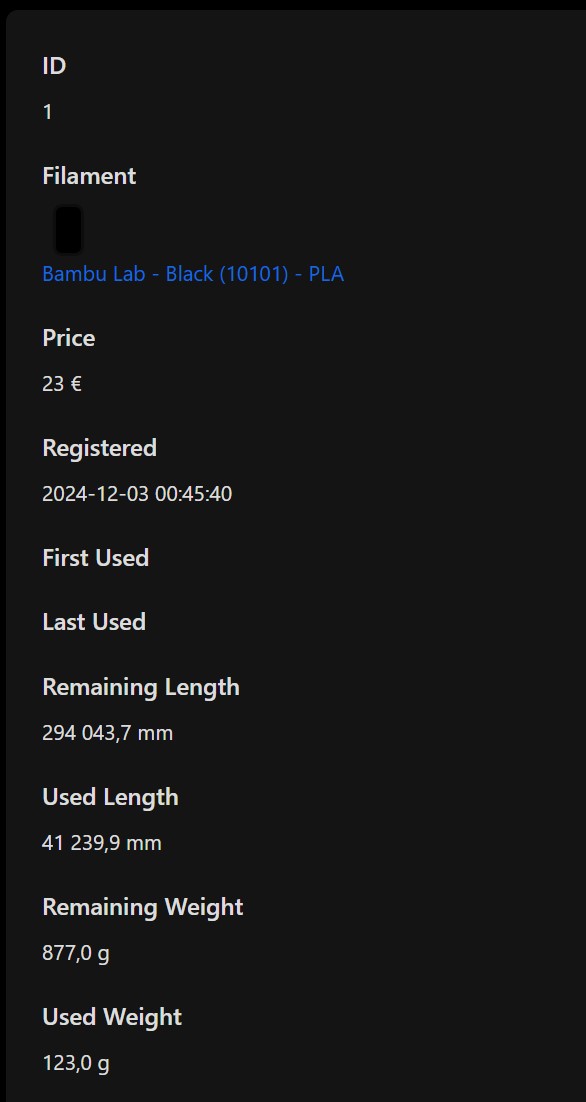 ID
1
Filament
Bambu Lab - Black (10101) - PLA
Price
23 €
Registered
2024-12-03 00:45:40
First Used
Last Used
Remaining Length
294 043,7 mm
Used Length
41 239,9 mm
Remaining Weight
877,0 g
Used Weight
123,0 g